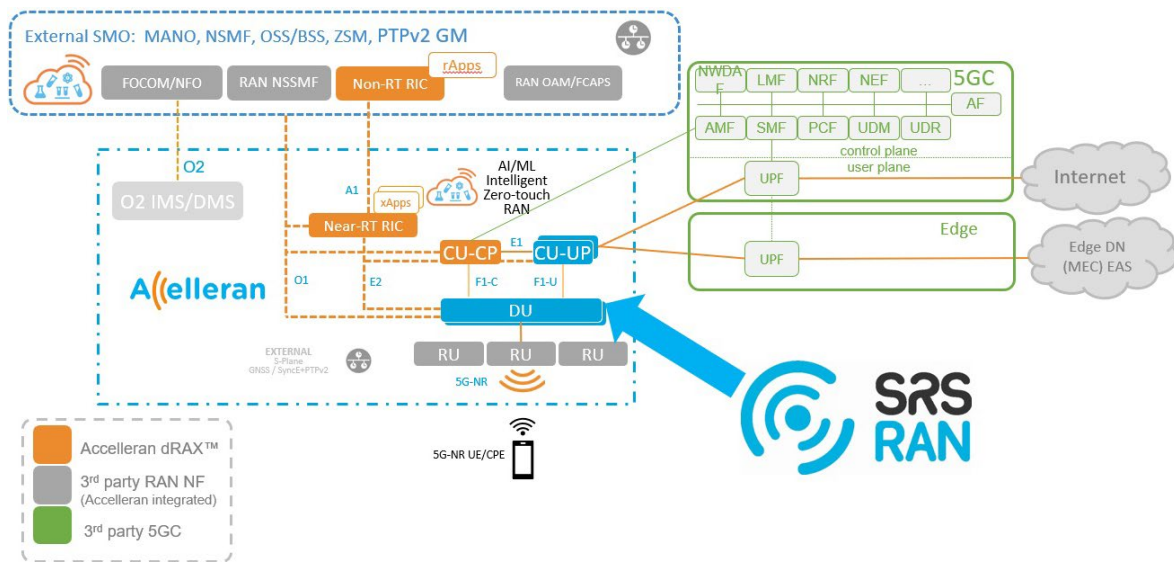 External SMO: MANO, NSMF, OSS/BSS, ZSM, PTPv2 GM
rApps
FOCOM/NFO
RAN NSSMF
Non-RT RIC
RAN OAM/FCAPS
O2
O2 IMS/DMS
A1
xApps
AI/ML
Intelligent
Zero-touch
RAN
Near-RT RIC
CU-CP
E1
CU-UP
O1
E2
F1-C
F1-U
Accelleran
DU
RU
RU
RU
EXTERNAL
S-Plane
GNSS / SyncE+PTPv2
5G-NR
5G-NR UE/CPE
NWDA
F
LMF
NRF
NEF
...
5GC
AF
AMF
SMF
PCF
UDM
UDR
control plane
user plane
UPF
Internet
Edge
UPF
Edge DN
(MEC) EAS
SRS
RAN
Accelleran dRAX™
3rd party RAN NF
(Accelleran integrated)
3rd party 5GC